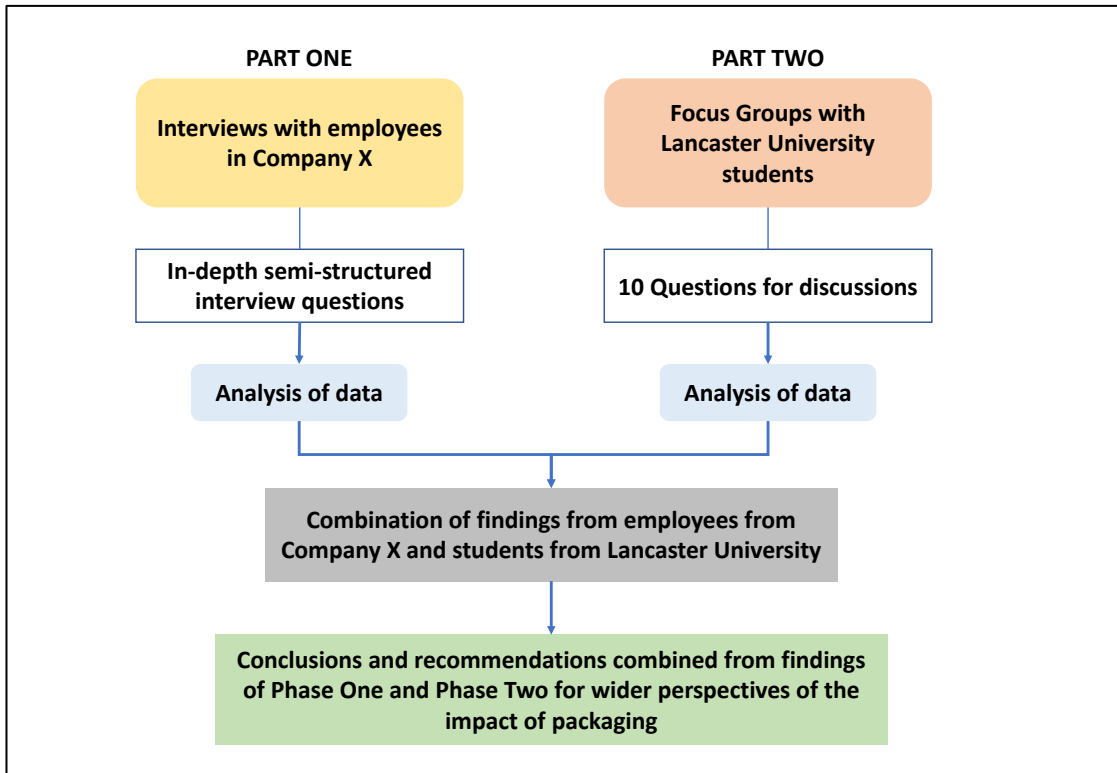 PART ONE
Interviews with employees
in Company X
In-depth semi-structured
interview questions
Analysis of data
PART TWO
Focus Groups with
Lancaster University
students
10 Questions for discussions
Analysis of data
Combination of findings from employees from
Company X and students from Lancaster University
Conclusions and recommendations combined from findings
of Phase One and Phase Two for wider perspectives of the
impact of packaging